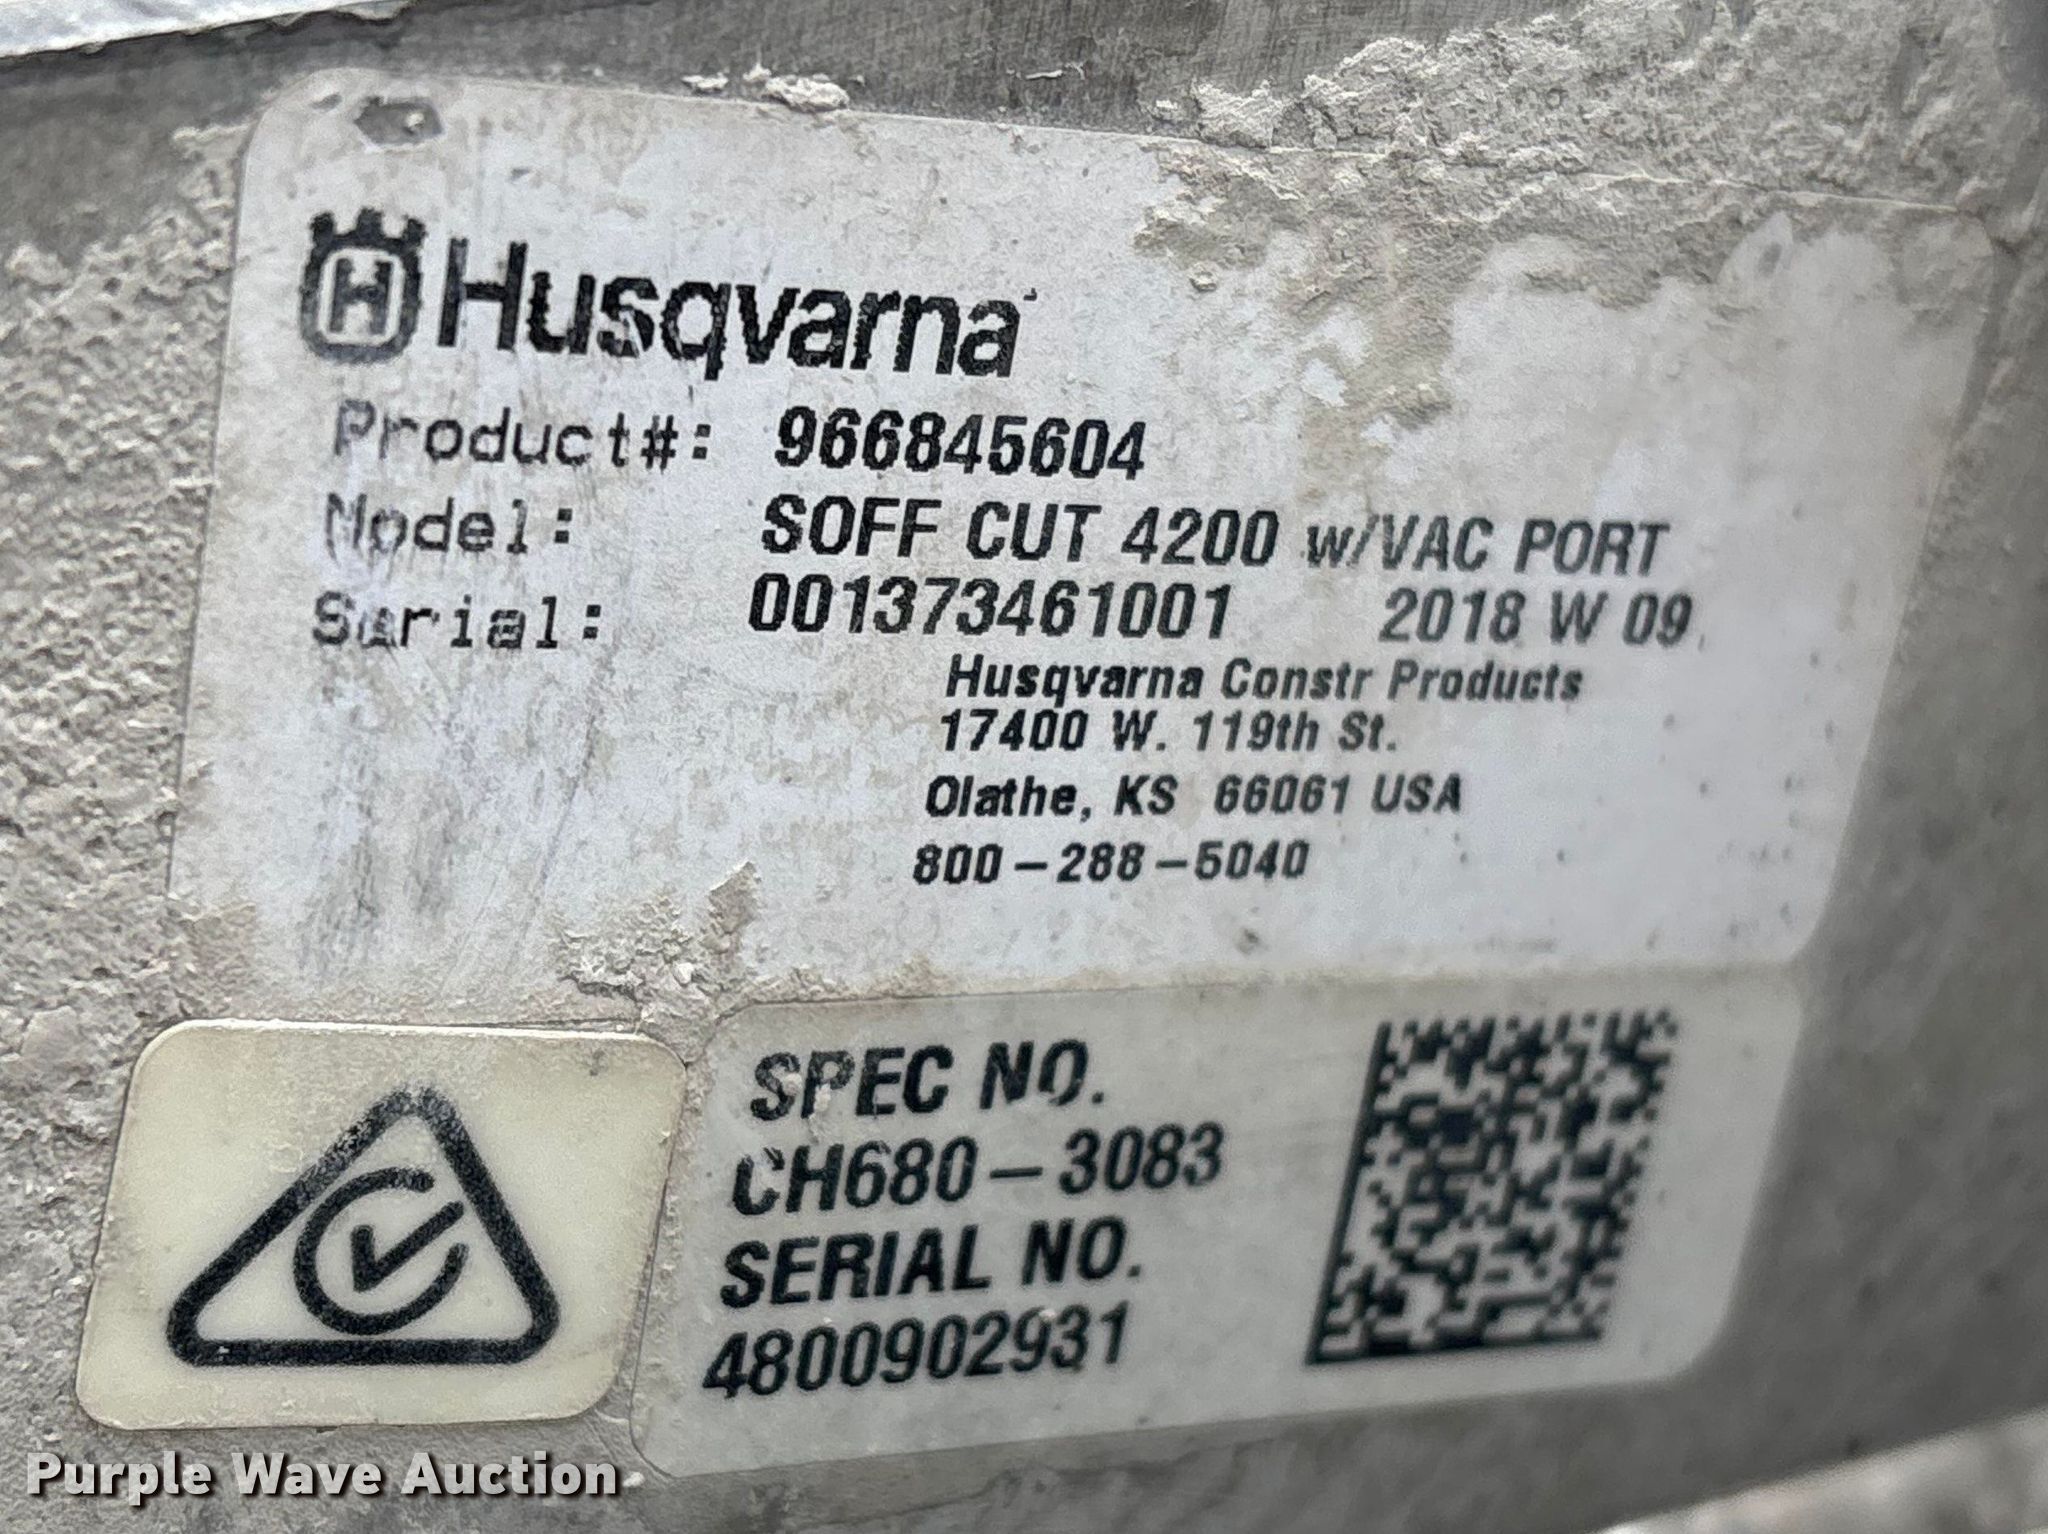 Husqvarna
Product#: 966845604
Model: SOFF CUT 4200 w/VAC PORT
Serial: 001373461001 2018 W 09
Husqvarna Constr Products
17400 W. 119th St.
Olathe, KS 66061 USA
800-288-5040
SPEC NO.
CH680-3083
SERIAL NO.
4800902931
Purple Wave Auction